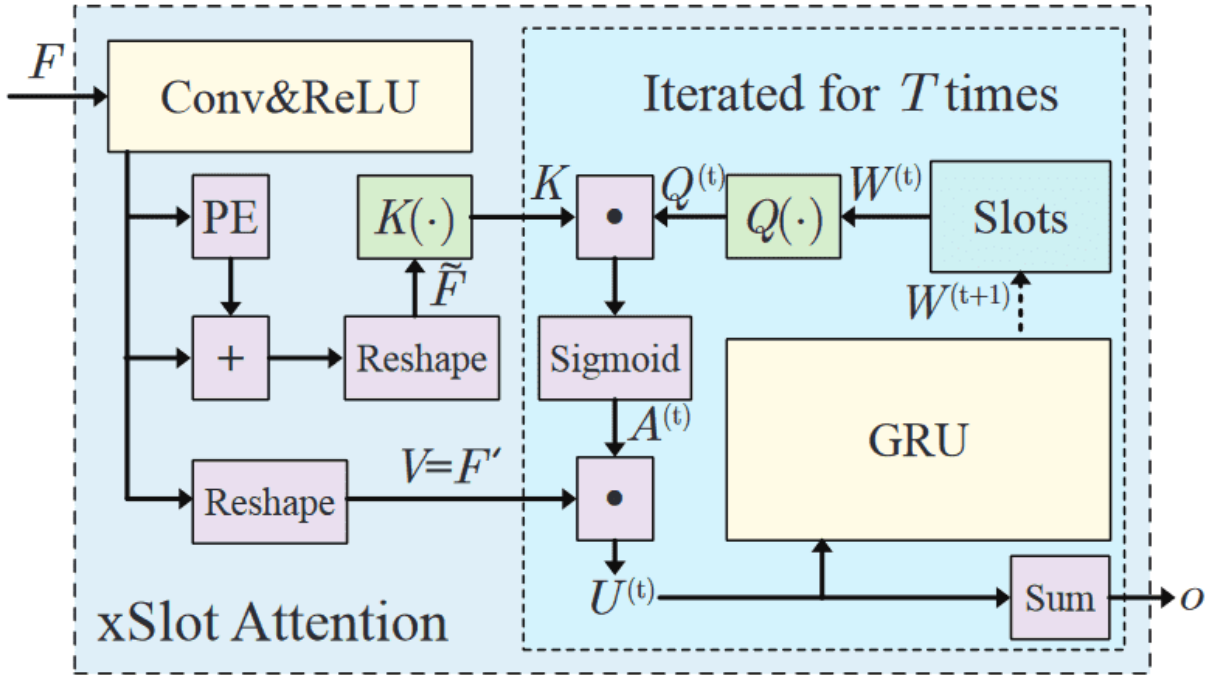 F
Conv&ReLU
Iterated for T times
PE
K(·)
K
•
Q⁽ᵗ⁾
Q(·)
W⁽ᵗ⁾
Slots
F̃
W⁽ᵗ⁺¹⁾
+
Reshape
Sigmoid
A⁽ᵗ⁾
GRU
V=F′
Reshape
•
U⁽ᵗ⁾
Sum
o
xSlot Attention